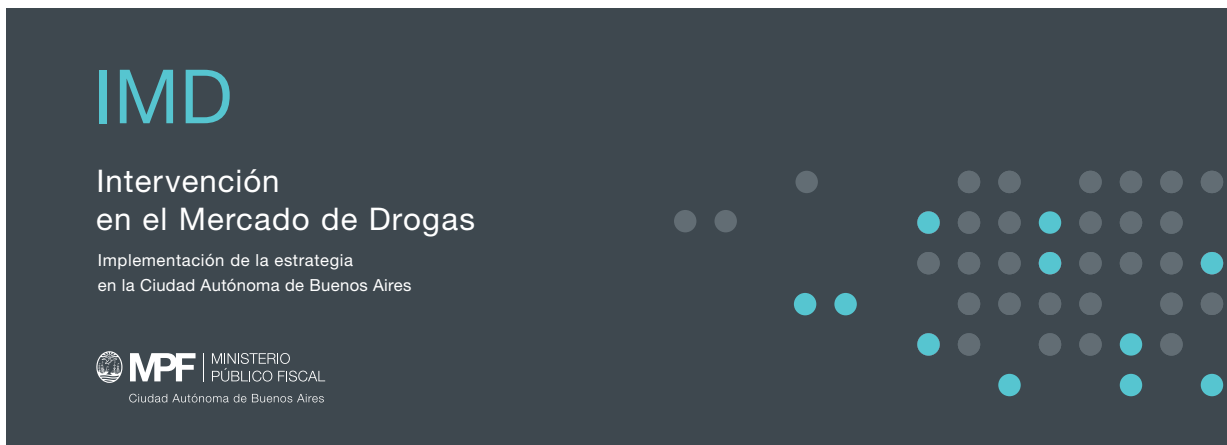 IMD
Intervención
en el Mercado de Drogas
Implementación de la estrategia
en la Ciudad Autónoma de Buenos Aires
MPF MINISTERIO
PÚBLICO FISCAL
Ciudad Autónoma de Buenos Aires